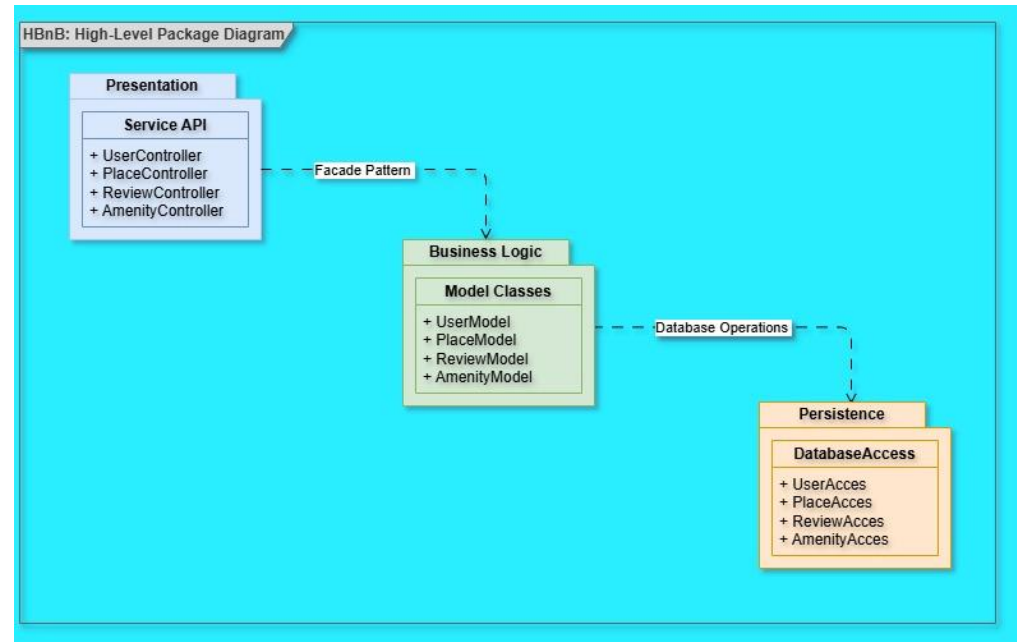 HBnB: High-Level Package Diagram
Presentation
Service API
+ UserController
+ PlaceController
+ ReviewController
+ AmenityController
Facade Pattern
Business Logic
Model Classes
+ UserModel
+ PlaceModel
+ ReviewModel
+ AmenityModel
Database Operations
Persistence
DatabaseAccess
+ UserAcces
+ PlaceAcces
+ ReviewAcces
+ AmenityAcces